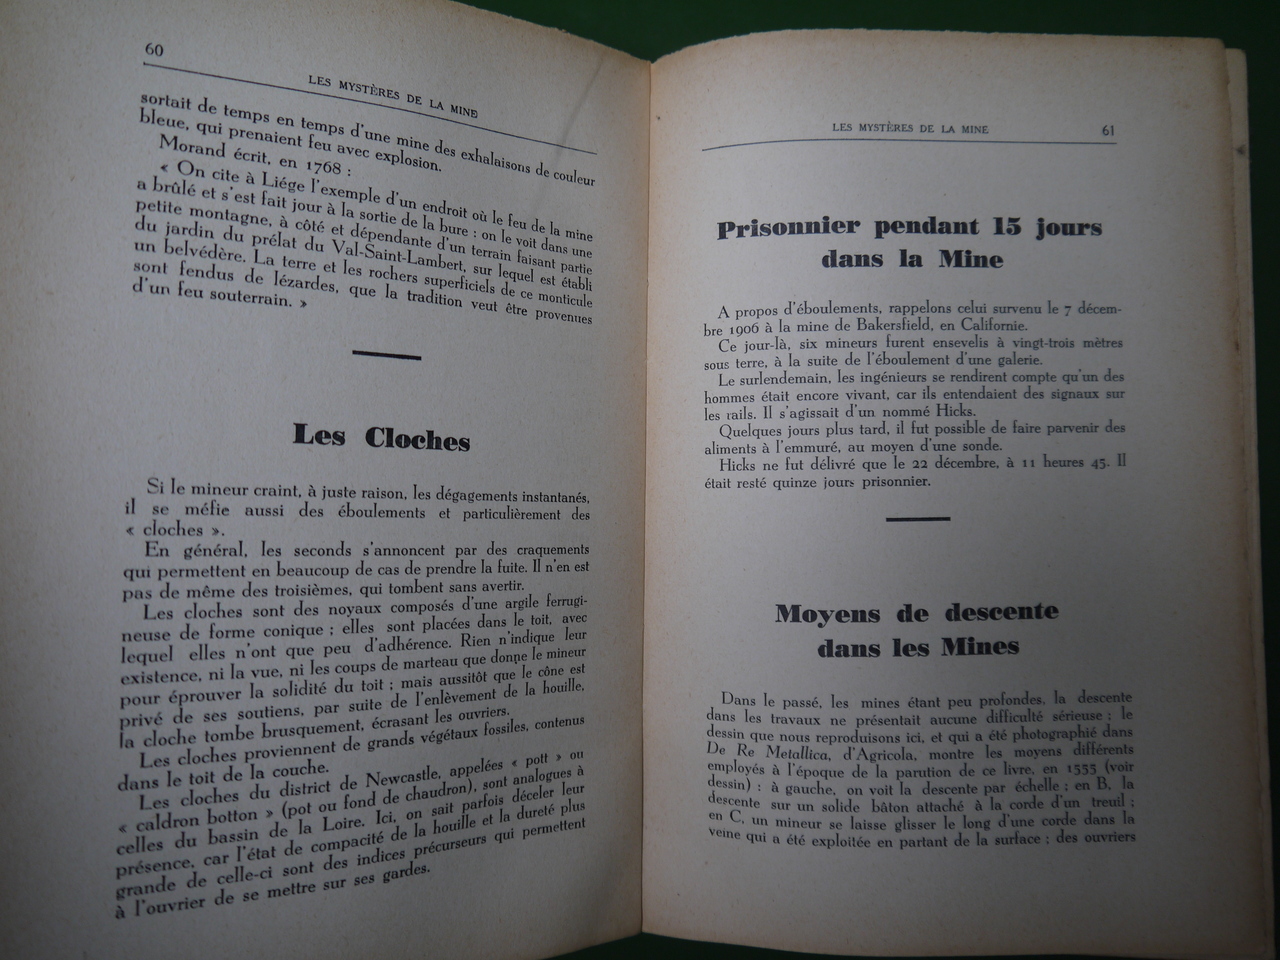 60
LES MYSTÈRES DE LA MINE
sortait de temps en temps d'une mine des exhalaisons de couleur
bleue, qui prenaient feu avec explosion.
Morand écrit, en 1768 :
« On cite à Liége l'exemple d'un endroit où le feu de la mine
a brûlé et s'est fait jour à la sortie de la bure : on le voit dans une
petite montagne, à côté et dépendante d'un terrain faisant partie
du jardin du prélat du Val-Saint-Lambert, sur lequel est établi
un belvédère. La terre et les rochers superficiels de ce monticule
sont fendus de lézardes, que la tradition veut être provenues
d'un feu souterrain. »
Les Cloches
Si le mineur craint, à juste raison, les dégagements instantanés,
il se méfie aussi des éboulements et particulièrement des
« cloches ».
En général, les seconds s'annoncent par des craquements
qui permettent en beaucoup de cas de prendre la fuite. Il n'en est
pas de même des troisièmes, qui tombent sans avertir.
Les cloches sont des noyaux composés d'une argile ferrugi-
neuse de forme conique ; elles sont placées dans le toit, avec
lequel elles n'ont que peu d'adhérence. Rien n'indique leur
existence, ni la vue, ni les coups de marteau que donne le mineur
pour éprouver la solidité du toit ; mais aussitôt que le cône est
privé de ses soutiens, par suite de l'enlèvement de la houille,
la cloche tombe brusquement, écrasant les ouvriers.
Les cloches proviennent de grands végétaux fossiles, contenus
dans le toit de la couche.
Les cloches du district de Newcastle, appelées « pott » ou
« caldron botton » (pot ou fond de chaudron), sont analogues à
celles du bassin de la Loire. Ici, on sait parfois déceler leur
présence, car l'état de compacité de la houille et la dureté plus
grande de celle-ci sont des indices précurseurs qui permettent
à l'ouvrier de se mettre sur ses gardes.
LES MYSTÈRES DE LA MINE
61
Prisonnier pendant 15 jours
dans la Mine
A propos d'éboulements, rappelons celui survenu le 7 décem-
bre 1906 à la mine de Bakersfield, en Californie.
Ce jour-là, six mineurs furent ensevelis à vingt-trois mètres
sous terre, à la suite de l'éboulement d'une galerie.
Le surlendemain, les ingénieurs se rendirent compte qu'un des
hommes était encore vivant, car ils entendaient des signaux sur
les rails. Il s'agissait d'un nommé Hicks.
Quelques jours plus tard, il fut possible de faire parvenir des
aliments à l'emmuré, au moyen d'une sonde.
Hicks ne fut délivré que le 22 décembre, à 11 heures 45. Il
était resté quinze jours prisonnier.
Moyens de descente
dans les Mines
Dans le passé, les mines étant peu profondes, la descente
dans les travaux ne présentait aucune difficulté sérieuse ; le
dessin que nous reproduisons ici, et qui a été photographié dans
De Re Metallica, d'Agricola, montre les moyens différents
employés à l'époque de la parution de ce livre, en 1555 (voir
dessin) : à gauche, on voit la descente par échelle ; en B, la
descente sur un solide bâton attaché à la corde d'un treuil ;
en C, un mineur se laisse glisser le long d'une corde dans la
veine qui a été exploitée en partant de la surface ; des ouvriers